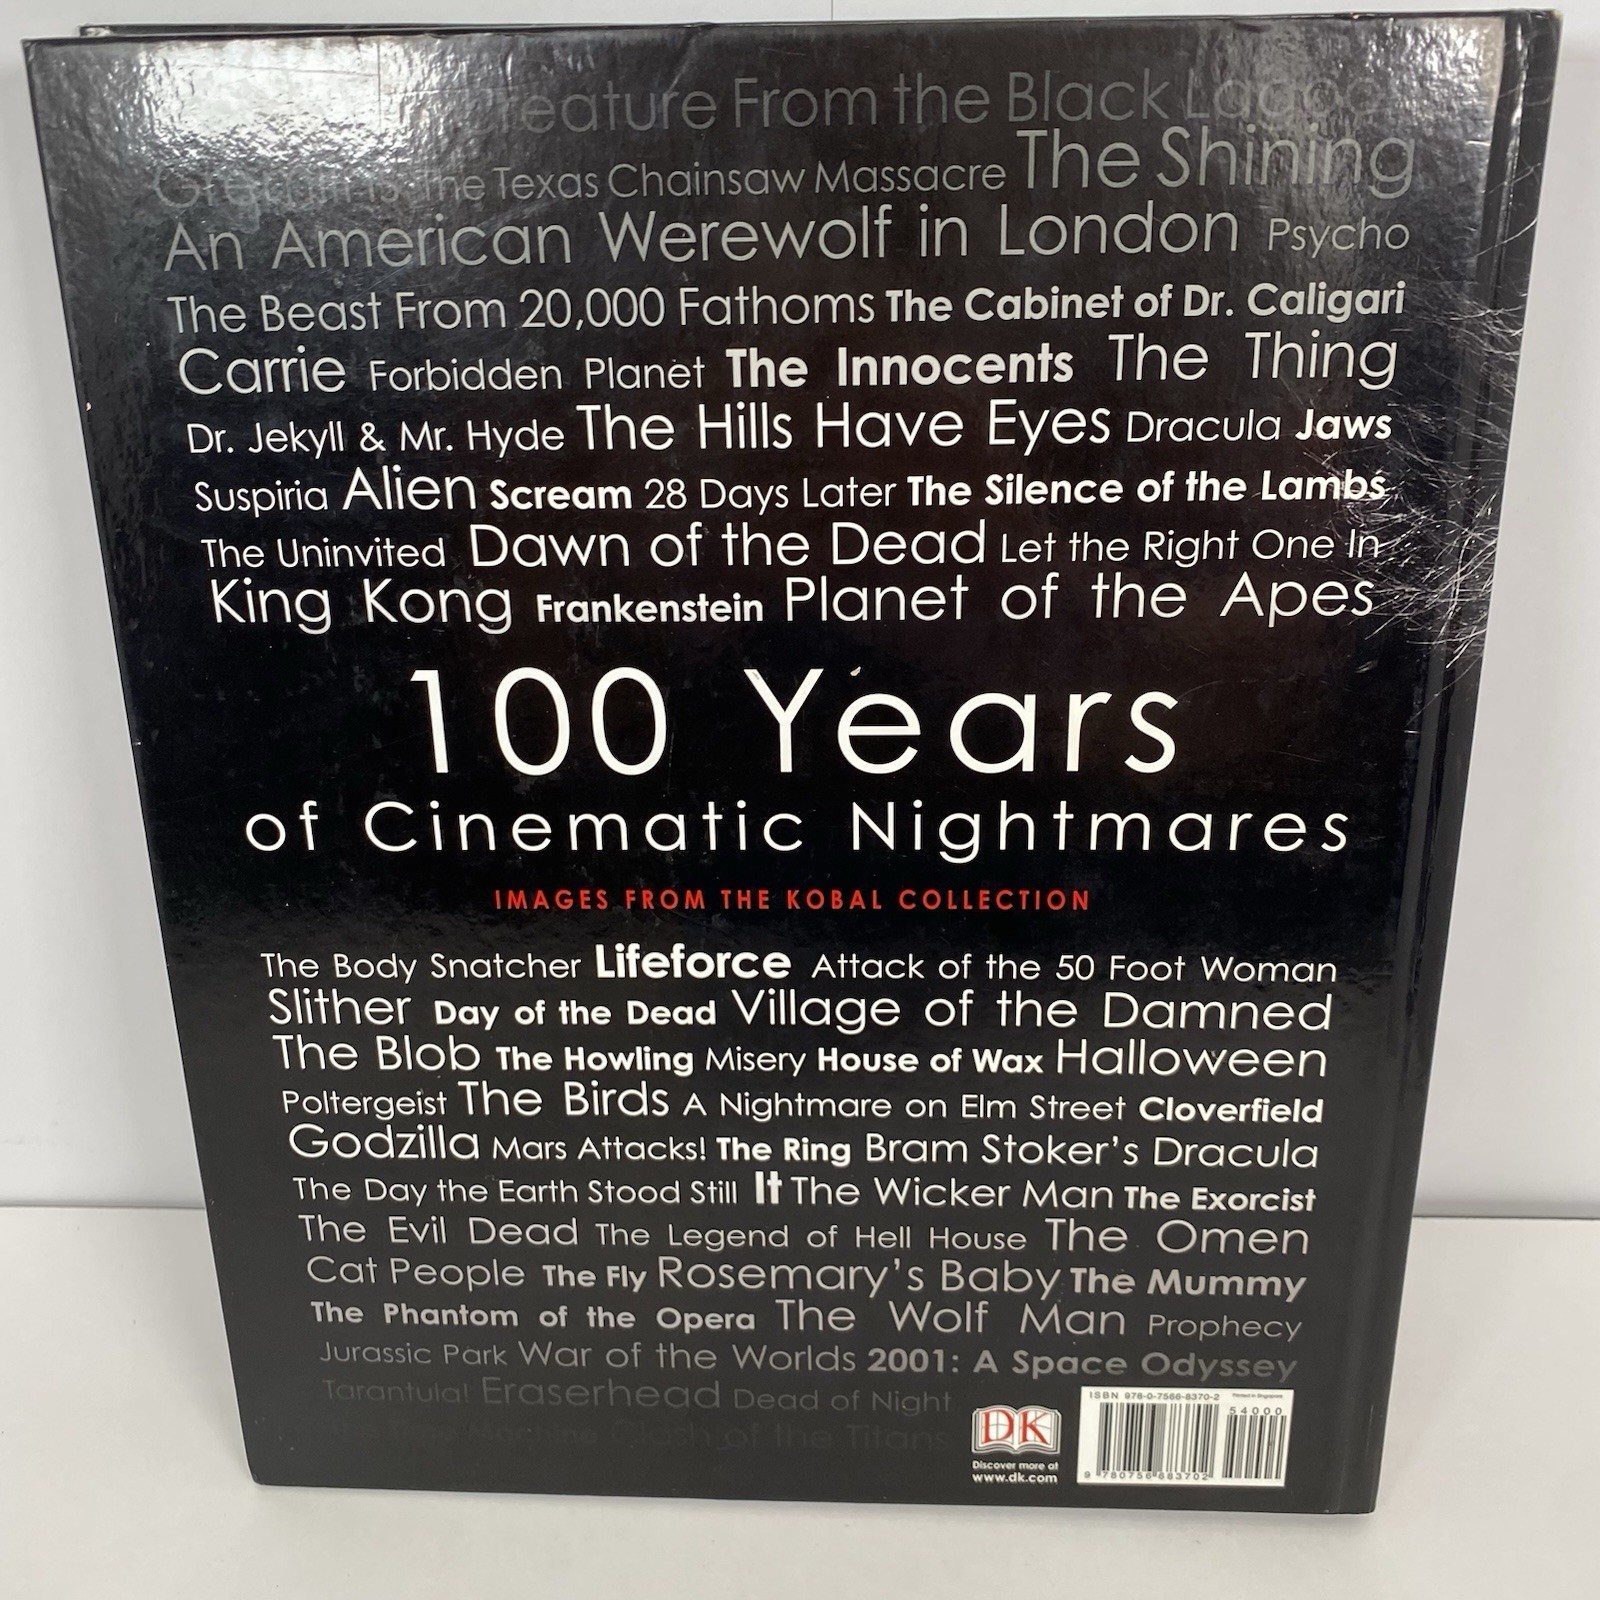 Creature From the Black Lagoon
Gremlins The Texas Chainsaw Massacre The Shining
An American Werewolf in London Psycho
The Beast From 20,000 Fathoms The Cabinet of Dr. Caligari
Carrie Forbidden Planet The Innocents The Thing
Dr. Jekyll & Mr. Hyde The Hills Have Eyes Dracula Jaws
Suspiria Alien Scream 28 Days Later The Silence of the Lambs
The Uninvited Dawn of the Dead Let the Right One In
King Kong Frankenstein Planet of the Apes
100 Years
of Cinematic Nightmares
IMAGES FROM THE KOBAL COLLECTION
The Body Snatcher Lifeforce Attack of the 50 Foot Woman
Slither Day of the Dead Village of the Damned
The Blob The Howling Misery House of Wax Halloween
Poltergeist The Birds A Nightmare on Elm Street Cloverfield
Godzilla Mars Attacks! The Ring Bram Stoker's Dracula
The Day the Earth Stood Still It The Wicker Man The Exorcist
The Evil Dead The Legend of Hell House The Omen
Cat People The Fly Rosemary's Baby The Mummy
The Phantom of the Opera The Wolf Man Prophecy
Jurassic Park War of the Worlds 2001: A Space Odyssey
Tarantula! Eraserhead Dead of Night
The Time Machine Clash of the Titans
DK
Discover more at
www.dk.com
ISBN 978-0-7566-8370-2 Printed in Singapore
54000
9 780756 683702